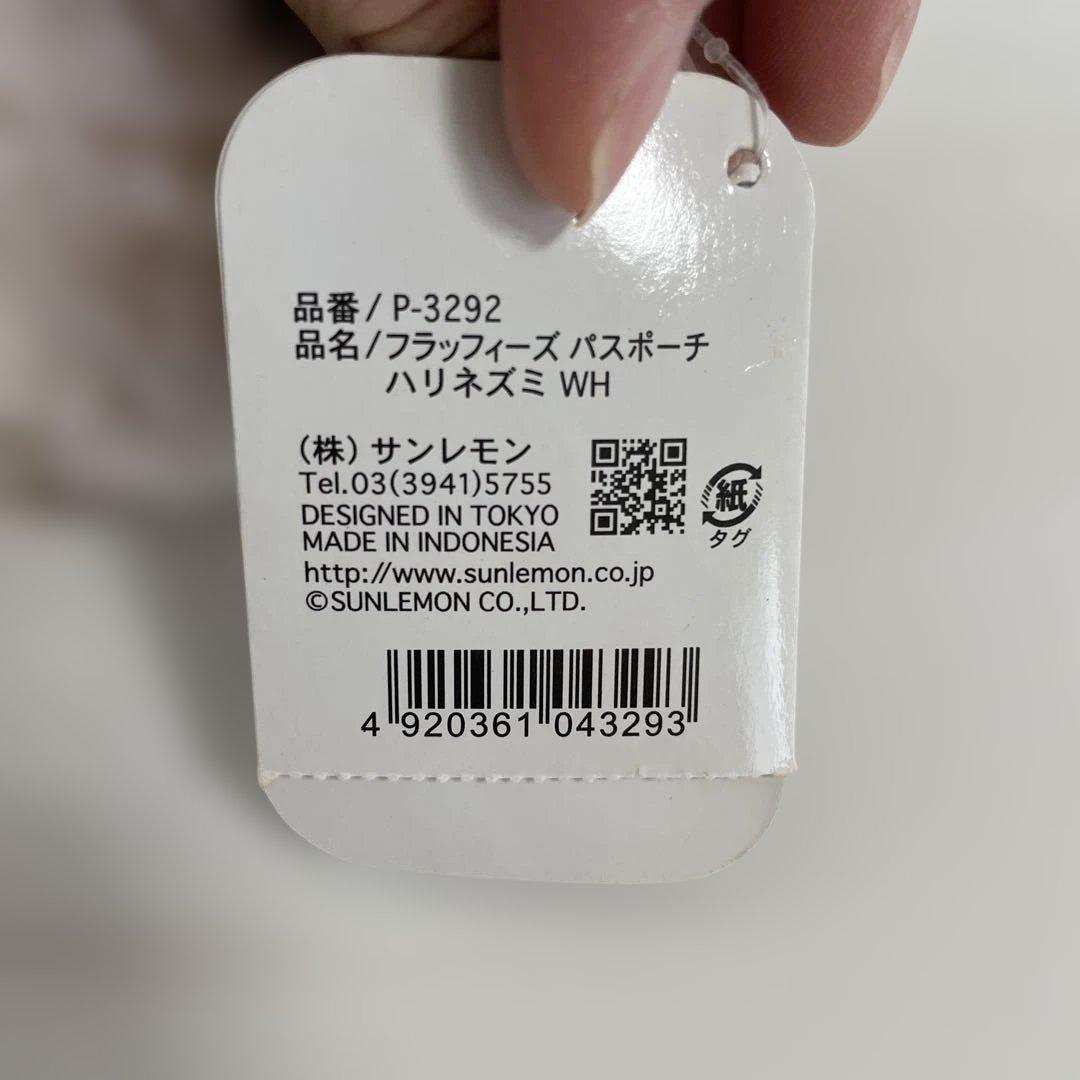 品番/ P-3292
品名/フラッフィーズ パスポーチ
ハリネズミ WH
(株) サンレモン
Tel.03(3941)5755
DESIGNED IN TOKYO
MADE IN INDONESIA
http://www.sunlemon.co.jp
©SUNLEMON CO.,LTD.
紙
タグ
4 920361 043293